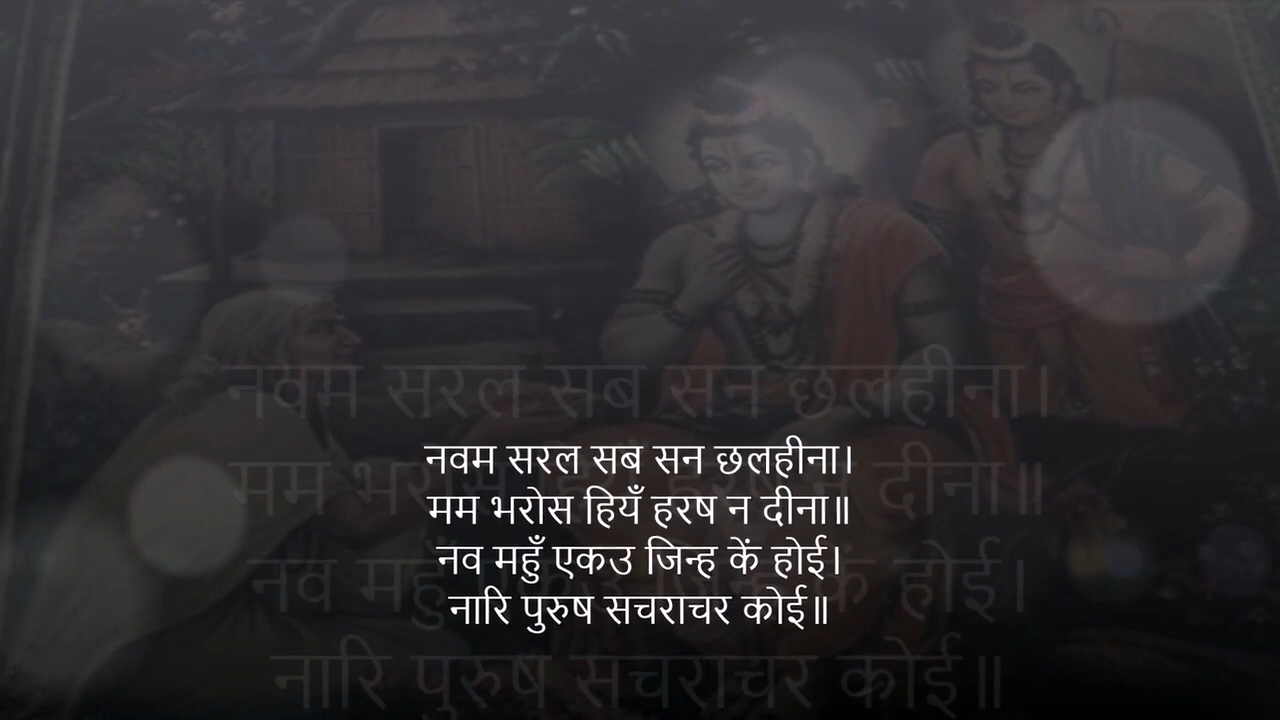 नवम सरल सब सन छलहीना।
मम भरोस हियँ हरष न दीना॥
नव महुँ एकउ जिन्ह कें होई।
नारि पुरुष सचराचर कोई॥